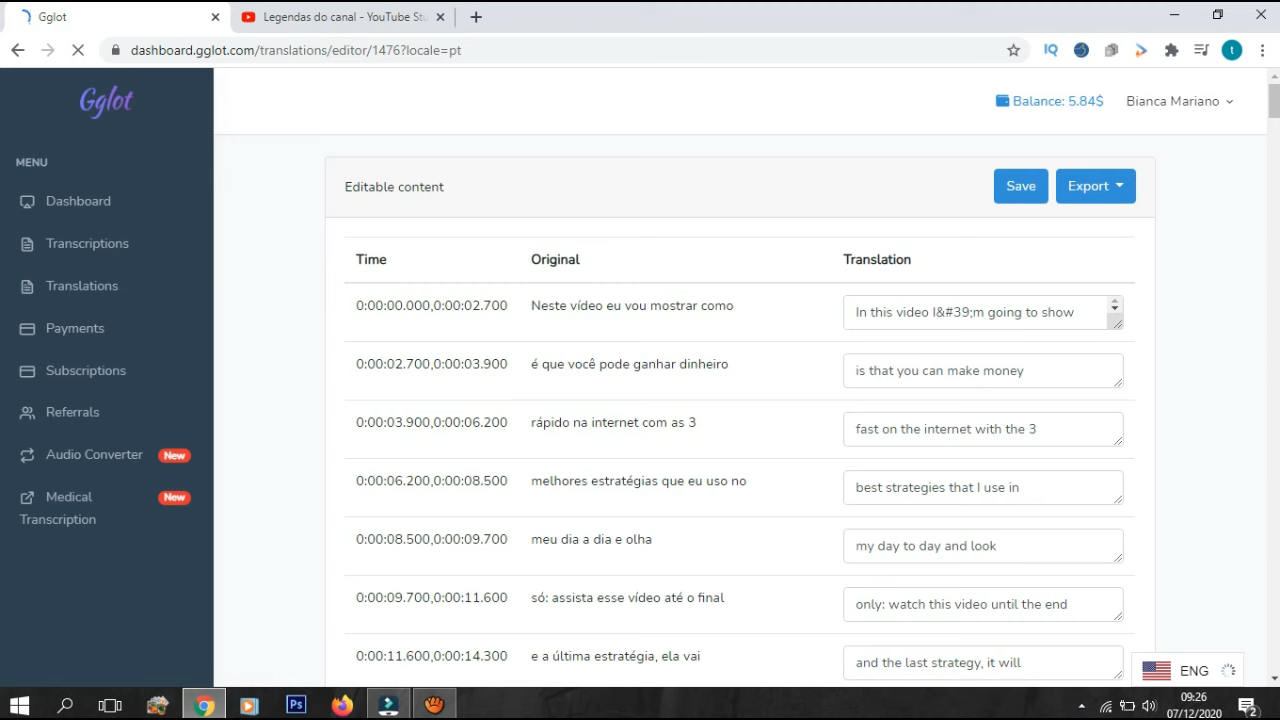 Gglot
Legendas do canal - YouTube Stu
dashboard.gglot.com/translations/editor/1476?locale=pt
IQ
t
Gglot
Balance: 5.84$
Bianca Mariano
MENU
Dashboard
Transcriptions
Translations
Payments
Subscriptions
Referrals
Audio Converter New
Medical Transcription New
Editable content
Save
Export
Time Original Translation
0:00:00.000,0:00:02.700 Neste vídeo eu vou mostrar como In this video I&#39;m going to show
0:00:02.700,0:00:03.900 é que você pode ganhar dinheiro is that you can make money
0:00:03.900,0:00:06.200 rápido na internet com as 3 fast on the internet with the 3
0:00:06.200,0:00:08.500 melhores estratégias que eu uso no best strategies that I use in
0:00:08.500,0:00:09.700 meu dia a dia e olha my day to day and look
0:00:09.700,0:00:11.600 só: assista esse vídeo até o final only: watch this video until the end
0:00:11.600,0:00:14.300 e a última estratégia, ela vai and the last strategy, it will
ENG
Ps
09:26
07/12/2020
2